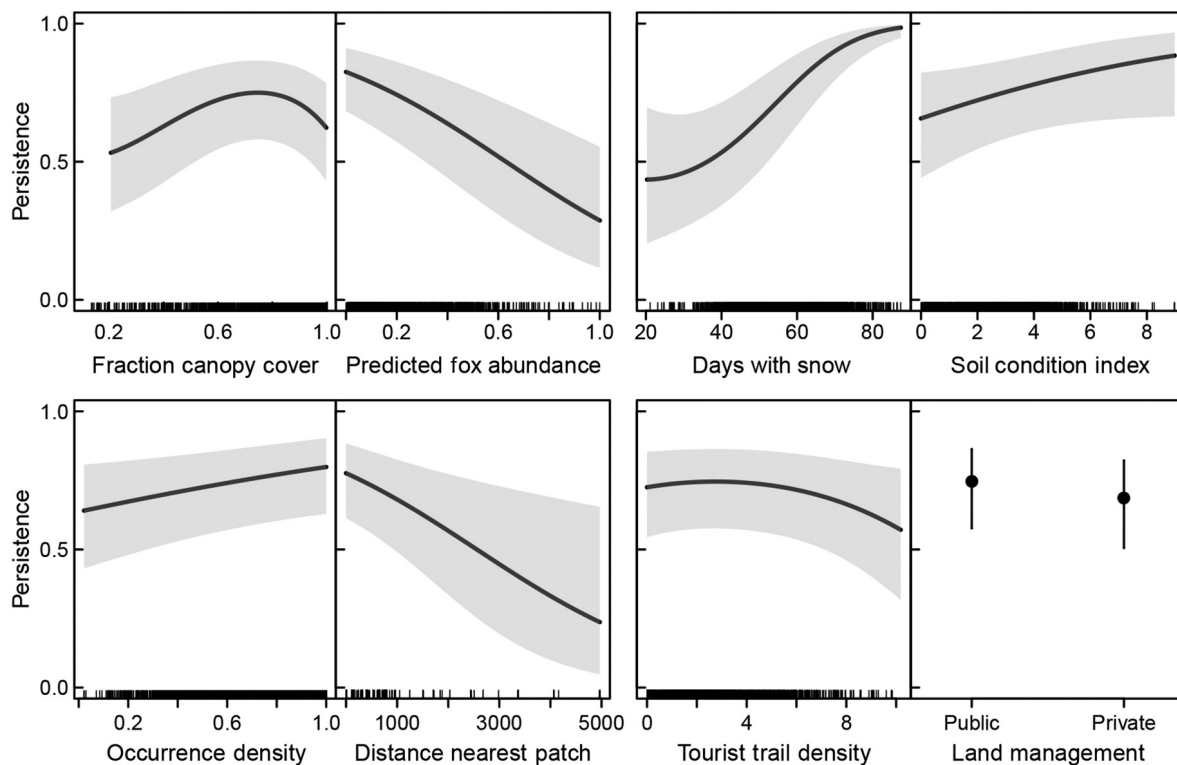 1.0
0.5
0.0
Persistence
0.2 0.6 1.0
0.2 0.6 1.0
20 40 60 80
0 2 4 6 8
Fraction canopy cover
Predicted fox abundance
Days with snow
Soil condition index
1.0
0.5
0.0
Persistence
0.2 0.6 1.0
1000 3000 5000
0 4 8
Public Private
Occurrence density
Distance nearest patch
Tourist trail density
Land management